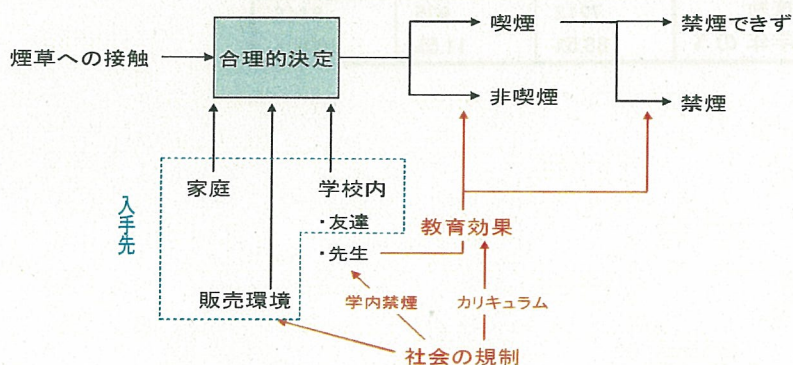 喫煙
禁煙できず
煙草への接触
合理的決定
非喫煙
禁煙
入手先
家庭
学校内
・友達
・先生
教育効果
販売環境
学内禁煙
カリキュラム
社会の規制